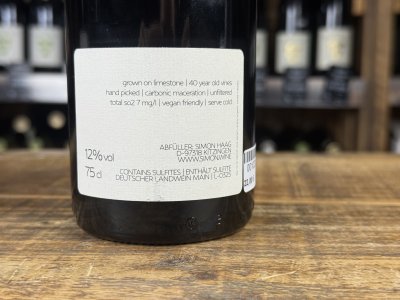 grown on limestone | 40 year old vines
hand picked | carbonic maceration | unfiltered
total so2 7 mg/l | vegan friendly | serve cold
ABFÜLLER: SIMON HAAG
D-97318 KITZINGEN
WWW.SIMON.WINE
12% vol
75 cl
CONTAINS SULFITES | ENTHÄLT SULFITE
DEUTSCHER LANDWEIN MAIN | L-0323